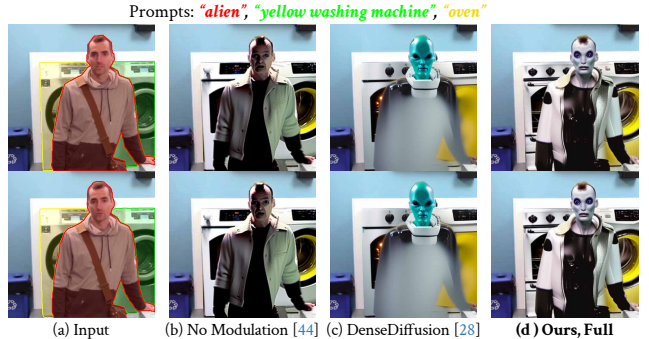 Prompts: “alien”, “yellow washing machine”, “oven”
(a) Input (b) No Modulation [44] (c) DenseDiffusion [28] (d ) Ours, Full